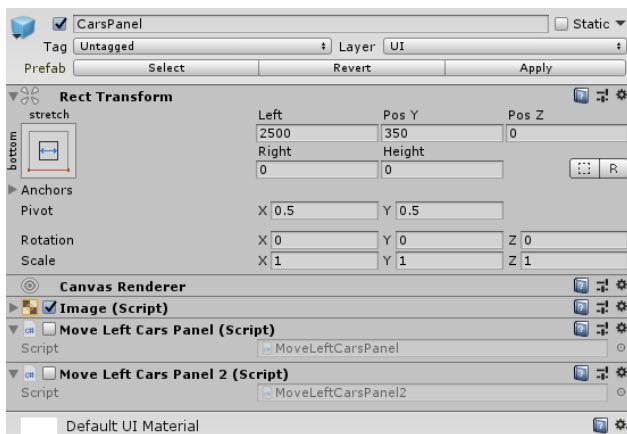 CarsPanel Static
Tag Untagged Layer UI
Prefab Select Revert Apply
Rect Transform
stretch Left Pos Y Pos Z
bottom 2500 350 0
Right Height
0 0 R
Anchors
Pivot X 0.5 Y 0.5
Rotation X 0 Y 0 Z 0
Scale X 1 Y 1 Z 1
Canvas Renderer
Image (Script)
c# Move Left Cars Panel (Script)
Script MoveLeftCarsPanel
c# Move Left Cars Panel 2 (Script)
Script MoveLeftCarsPanel2
Default UI Material